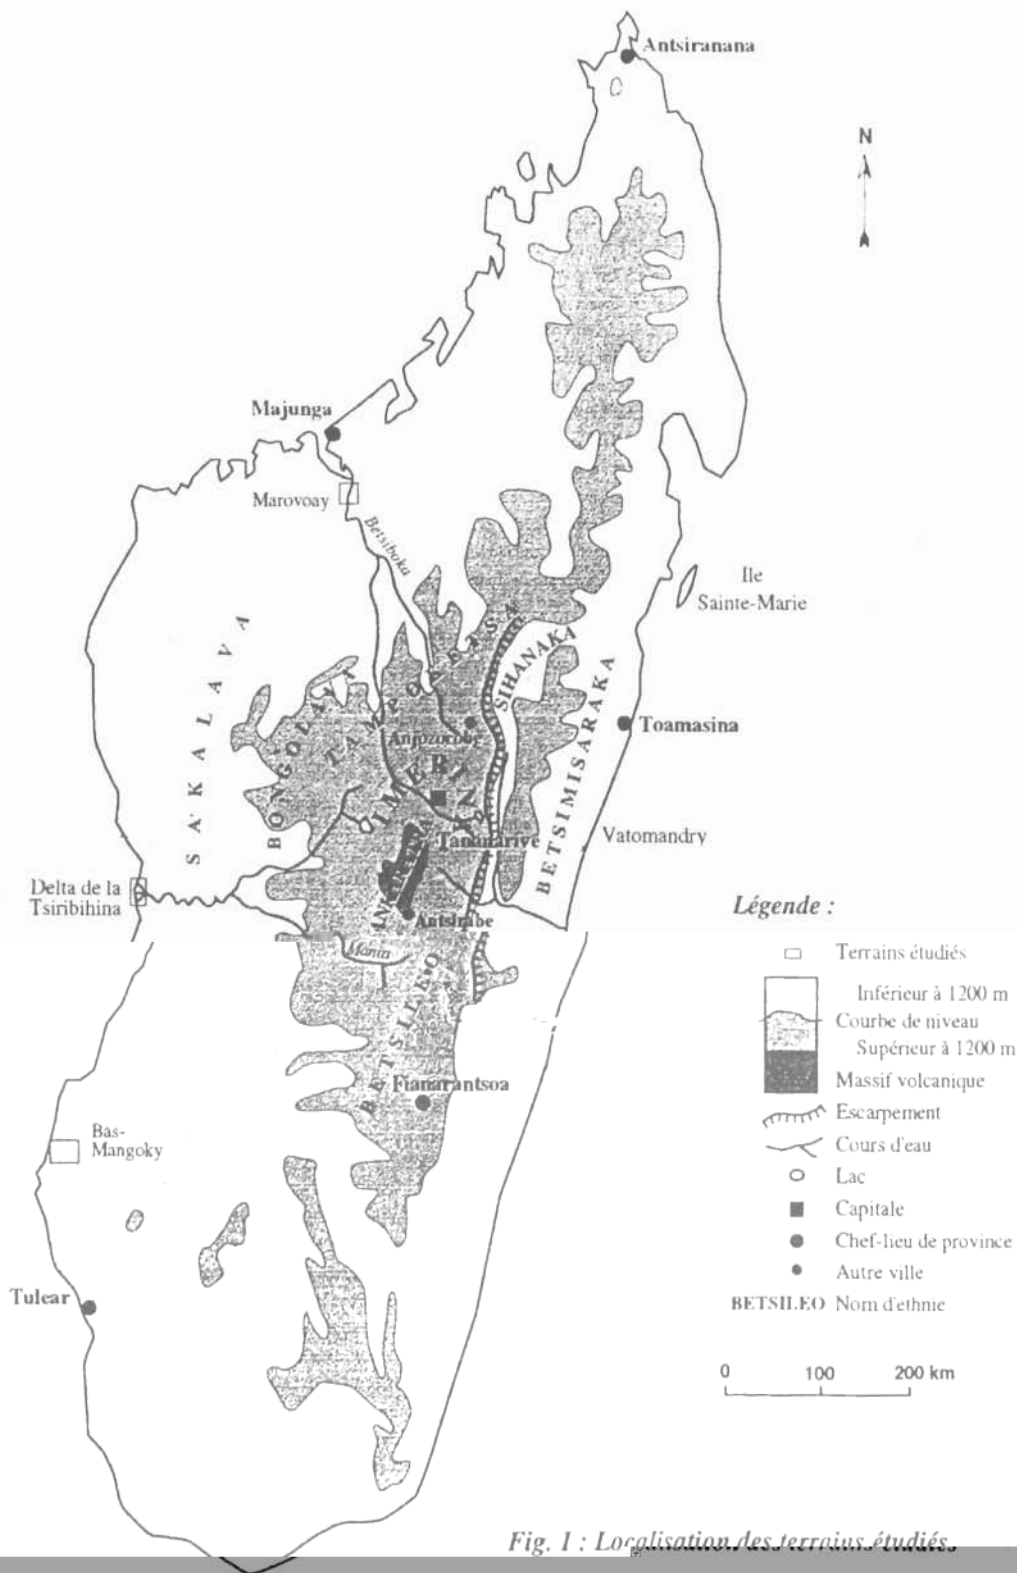 Antsiranana
N
Majunga
Marovoay
Betsiboka
Ile
Sainte-Marie
SAKALAVA
BONGOLAVA
TAMPOKETSA
SIHANAKA
BETSIMISARAKA
Anjozorobe
Toamasina
IMERINA
Tananarive
Vatomandry
ANKARATRA
Antsirabe
Delta de la
Tsiribihina
Mania
BETSILEO
Fianarantsoa
Bas-
Mangoky
Tulear
Légende :
Terrains étudiés
Inférieur à 1200 m
Courbe de niveau
Supérieur à 1200 m
Massif volcanique
Escarpement
Cours d'eau
Lac
Capitale
Chef-lieu de province
Autre ville
BETSILEO Nom d'ethnie
0 100 200 km
Fig. 1 : Localisation des terrains étudiés